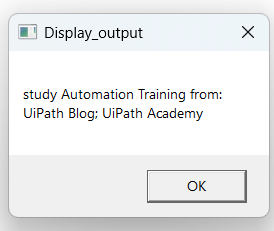 Display_output
study Automation Training from:
UiPath Blog; UiPath Academy
OK